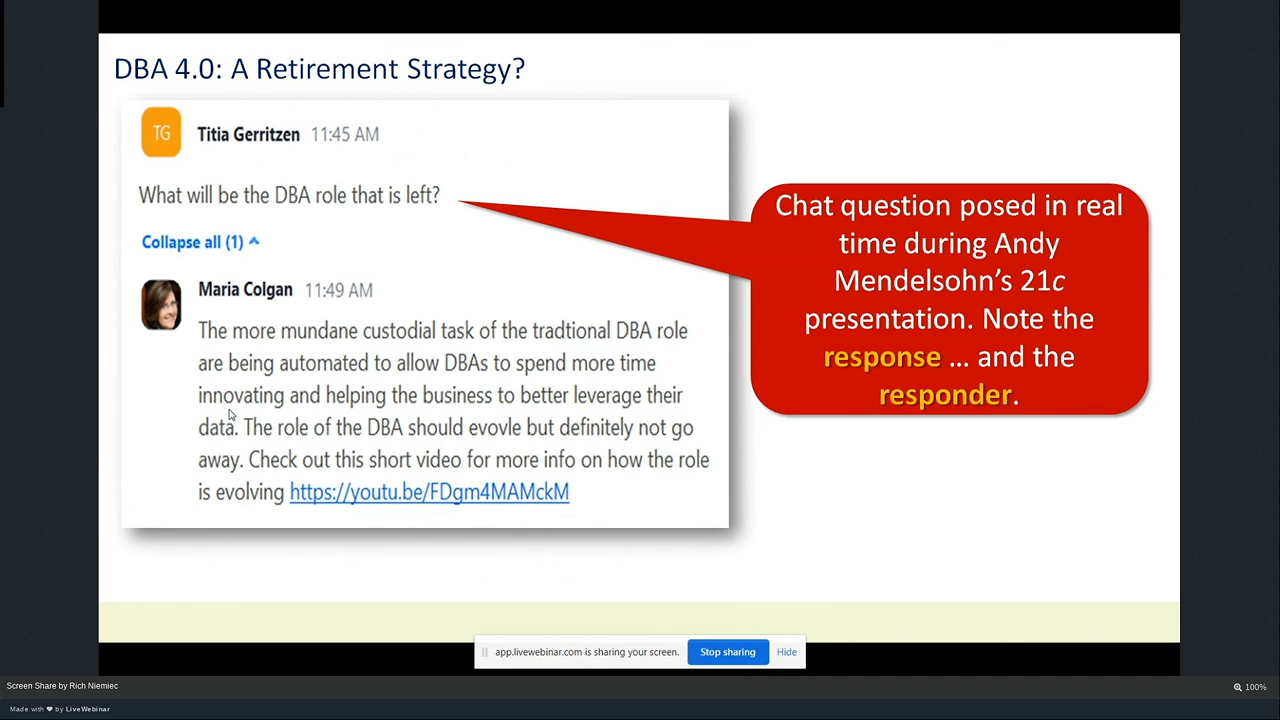 DBA 4.0: A Retirement Strategy?
TG
Titia Gerritzen 11:45 AM
What will be the DBA role that is left?
Collapse all (1)
Maria Colgan 11:49 AM
The more mundane custodial task of the tradtional DBA role
are being automated to allow DBAs to spend more time
innovating and helping the business to better leverage their
data. The role of the DBA should evovle but definitely not go
away. Check out this short video for more info on how the role
is evolving https://youtu.be/FDgm4MAMckM
Chat question posed in real
time during Andy
Mendelsohn’s 21c
presentation. Note the
response … and the
responder.
app.livewebinar.com is sharing your screen.
Stop sharing
Hide
Screen Share by Rich Niemiec
100%
Made with ❤ by LiveWebinar